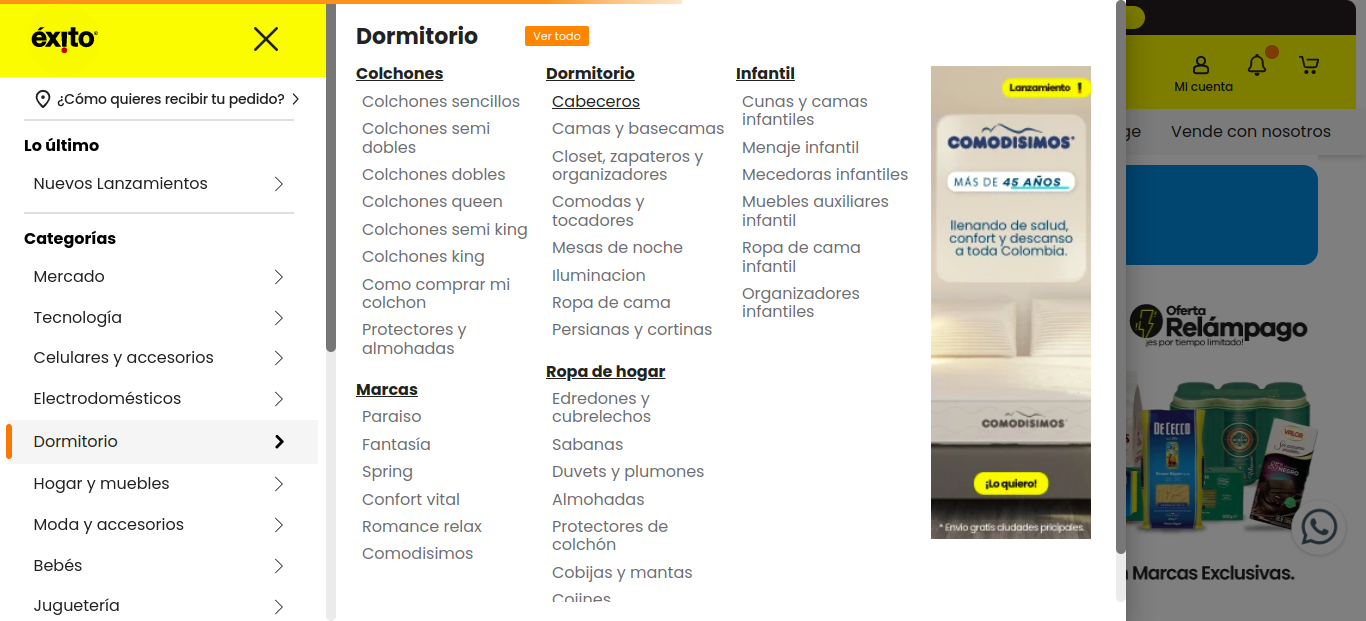 éxito
¿Cómo quieres recibir tu pedido?
Lo último
Nuevos Lanzamientos
Categorías
Mercado
Tecnología
Celulares y accesorios
Electrodomésticos
Dormitorio
Hogar y muebles
Moda y accesorios
Bebés
Juguetería
Dormitorio
Ver todo
Colchones
Colchones sencillos
Colchones semi
dobles
Colchones dobles
Colchones queen
Colchones semi king
Colchones king
Como comprar mi
colchon
Protectores y
almohadas
Marcas
Paraiso
Fantasía
Spring
Confort vital
Romance relax
Comodisimos
Dormitorio
Cabeceros
Camas y basecamas
Closet, zapateros y
organizadores
Comodas y
tocadores
Mesas de noche
Iluminacion
Ropa de cama
Persianas y cortinas
Ropa de hogar
Edredones y
cubrelechos
Sabanas
Duvets y plumones
Almohadas
Protectores de
colchón
Cobijas y mantas
Cojines
Infantil
Cunas y camas
infantiles
Menaje infantil
Mecedoras infantiles
Muebles auxiliares
infantil
Ropa de cama
infantil
Organizadores
infantiles
Lanzamiento
COMODISIMOS
MÁS DE 45 AÑOS
llenando de salud,
confort y descanso
a toda Colombia.
COMODISIMOS
¡Lo quiero!
* Envio gratis ciudades pricipales.
Mi cuenta
ge
Vende con nosotros
Oferta
Relámpago
¡es por tiempo limitado!
DE CECCO
VALOR
Marcas Exclusivas.